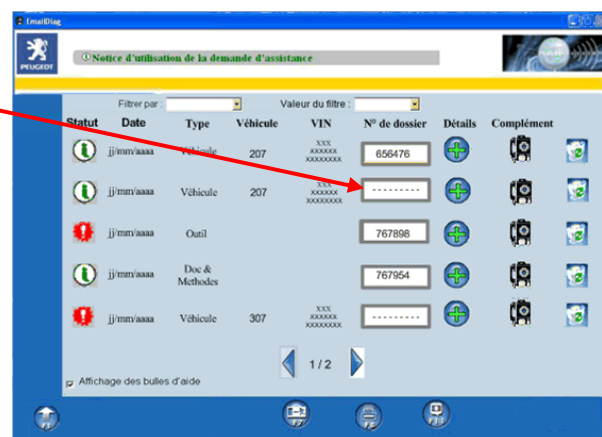 EmalDiag
PEUGEOT
Notice d'utilisation de la demande d'assistance
Filtrer par : Valeur du filtre :
Statut Date Type Véhicule VIN N° de dossier Détails Complément
jj/mm/aaaa Véhicule 207 xxx xxxxxx xxxxxxxx 656476
jj/mm/aaaa Véhicule 207 xxx xxxxxx xxxxxxxx ---------
jj/mm/aaaa Outil 767898
jj/mm/aaaa Doc & Methodes 767954
jj/mm/aaaa Véhicule 307 xxx xxxxxx xxxxxxxx ---------
1 / 2
Affichage des bulles d'aide